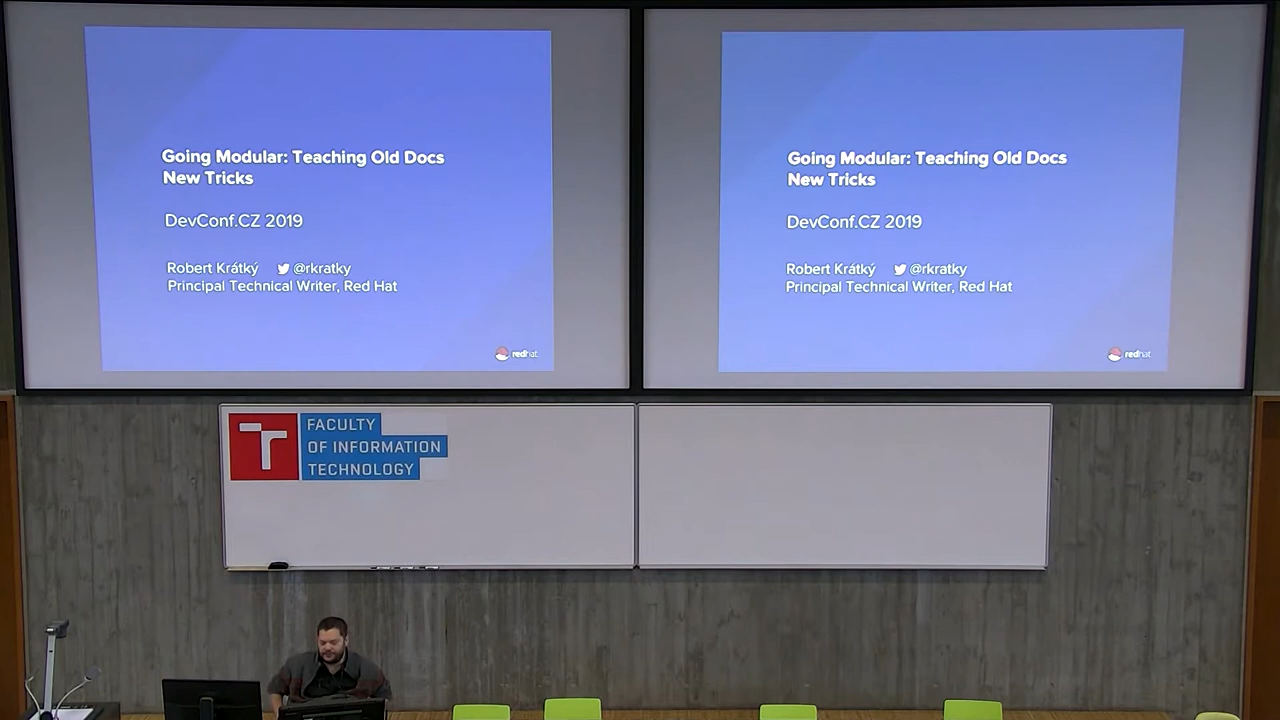 Going Modular: Teaching Old Docs
New Tricks
DevConf.CZ 2019
Robert Krátký @rkratky
Principal Technical Writer, Red Hat
redhat
Going Modular: Teaching Old Docs
New Tricks
DevConf.CZ 2019
Robert Krátký @rkratky
Principal Technical Writer, Red Hat
redhat
FACULTY
OF INFORMATION
TECHNOLOGY